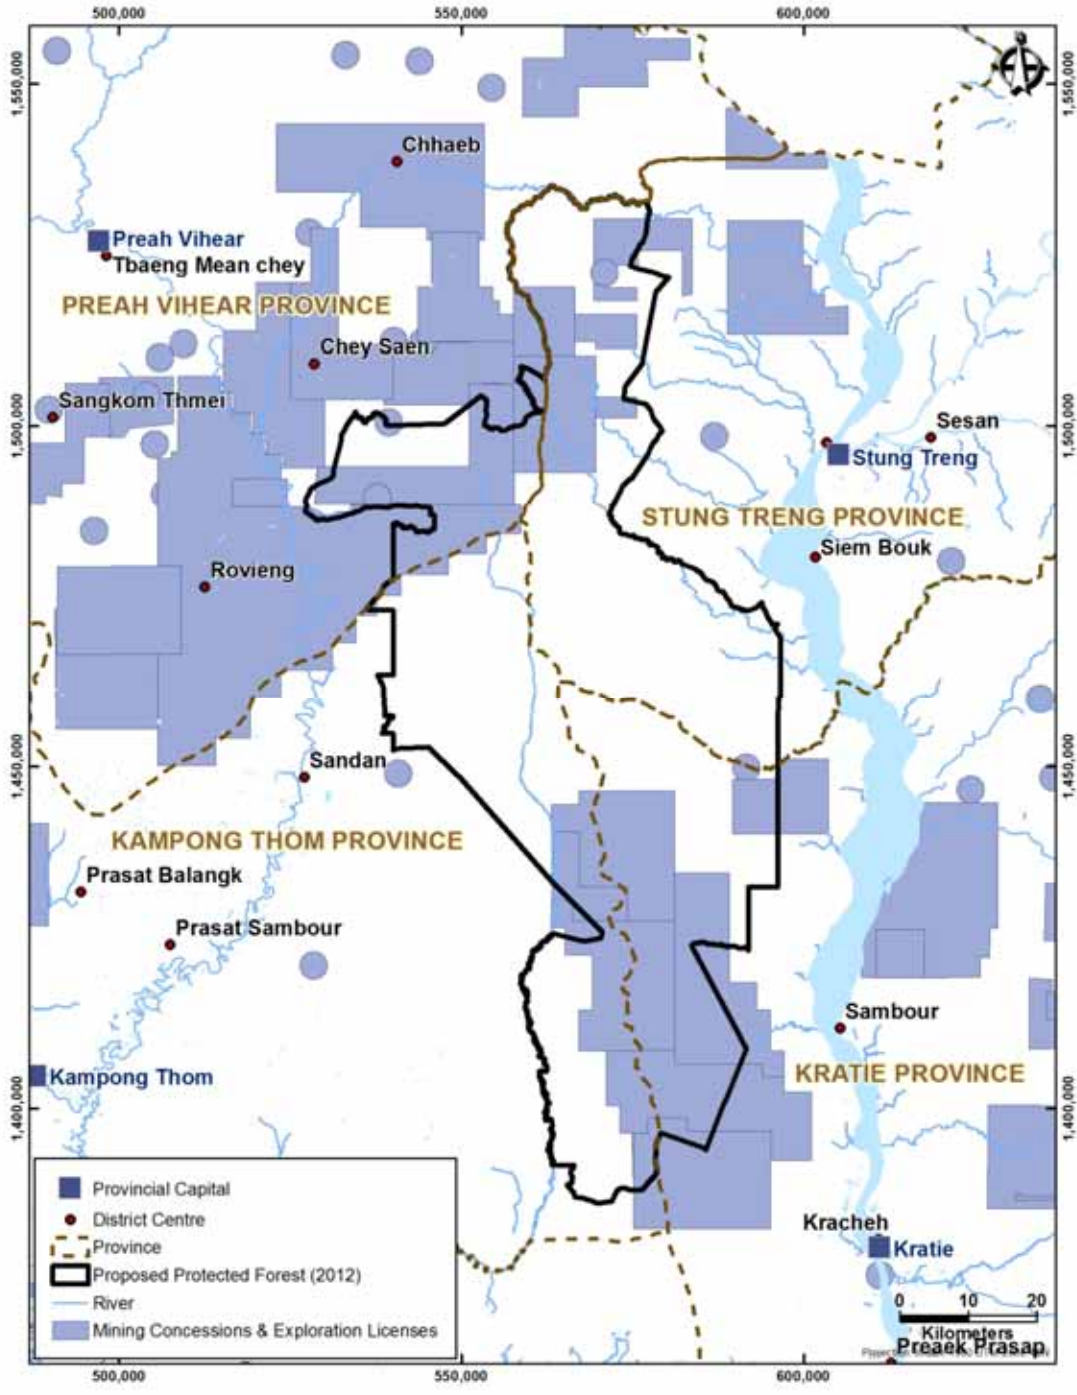 500,000
550,000
600,000
1,550,000
1,550,000
Chhaeb
Preah Vihear
Tbaeng Mean chey
PREAH VIHEAR PROVINCE
Chey Saen
Sangkom Thmei
1,500,000
1,500,000
Sesan
Stung Treng
STUNG TRENG PROVINCE
Siem Bouk
Rovieng
Sandan
1,450,000
1,450,000
KAMPONG THOM PROVINCE
Prasat Balangk
Prasat Sambour
Sambour
KRATIE PROVINCE
Kampong Thom
1,400,000
1,400,000
Provincial Capital
District Centre
Province
Proposed Protected Forest (2012)
River
Mining Concessions & Exploration Licenses
Kracheh
Kratie
0 10 20
Kilometers
Preaek Prasap
500,000
550,000
600,000